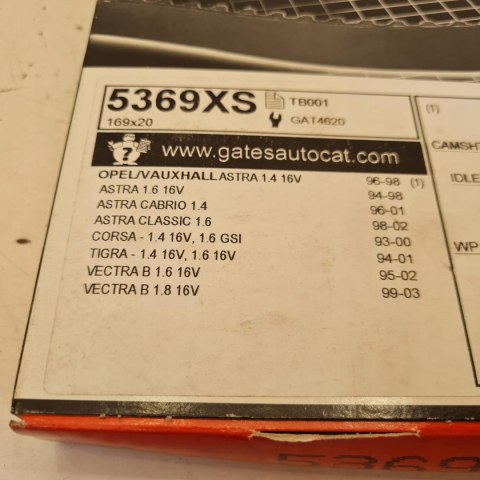 5369XS TB001
169x20 GAT4620
(1)
CAMSHT
IDLE
WP
? www.gatesautocat.com
OPEL/VAUXHALL ASTRA 1.4 16V 96-98 (1)
ASTRA 1.6 16V 94-98
ASTRA CABRIO 1.4 96-01
ASTRA CLASSIC 1.6 98-02
CORSA - 1.4 16V, 1.6 GSI 93-00
TIGRA - 1.4 16V, 1.6 16V 94-01
VECTRA B 1.6 16V 95-02
VECTRA B 1.8 16V 99-03
5369